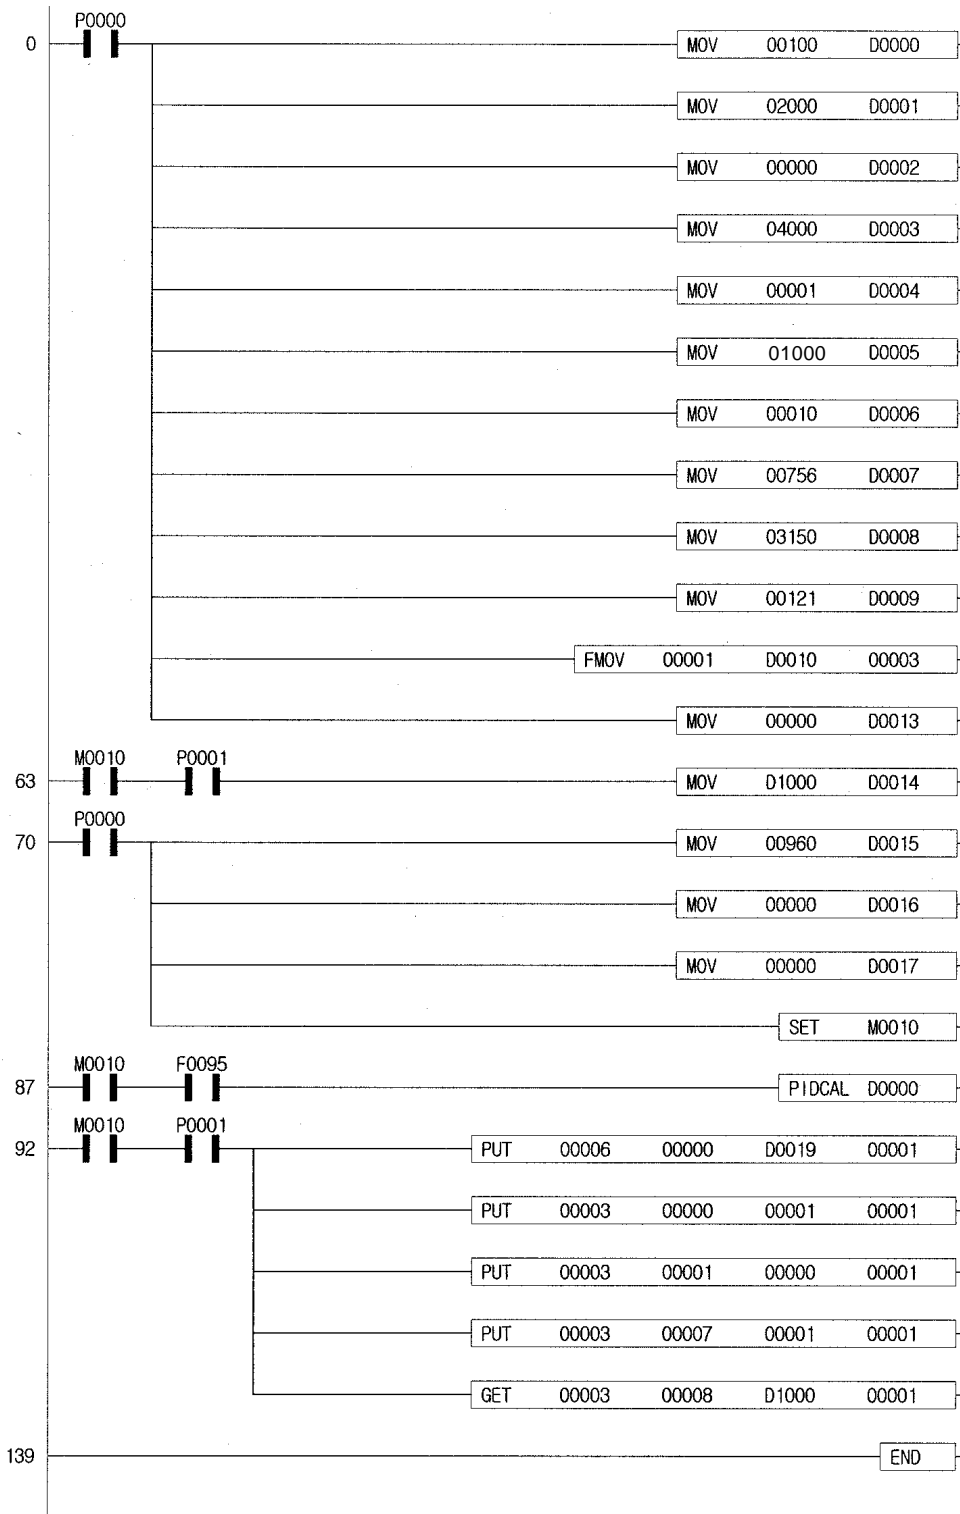 P0000
0 MOV 00100 D0000
MOV 02000 D0001
MOV 00000 D0002
MOV 04000 D0003
MOV 00001 D0004
MOV 01000 D0005
MOV 00010 D0006
MOV 00756 D0007
MOV 03150 D0008
MOV 00121 D0009
FMOV 00001 D0010 00003
MOV 00000 D0013
M0010 P0001
63 MOV D1000 D0014
P0000
70 MOV 00960 D0015
MOV 00000 D0016
MOV 00000 D0017
SET M0010
M0010 F0095
87 PIDCAL D0000
M0010 P0001
92 PUT 00006 00000 D0019 00001
PUT 00003 00000 00001 00001
PUT 00003 00001 00000 00001
PUT 00003 00007 00001 00001
GET 00003 00008 D1000 00001
139 END